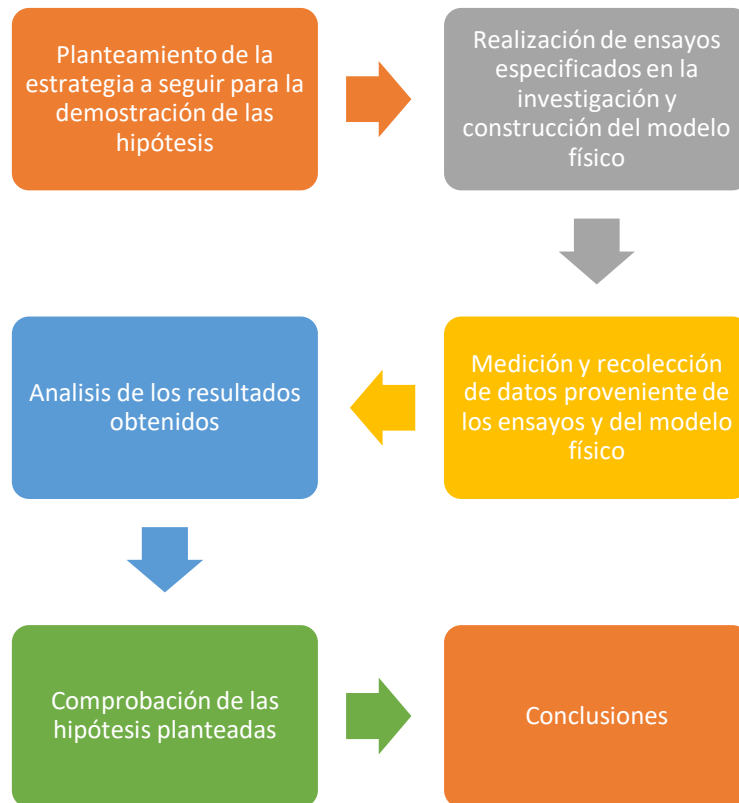 Planteamiento de la
estrategia a seguir para la
demostración de las
hipótesis
Realización de ensayos
especificados en la
investigación y
construcción del modelo
físico
Medición y recolección
de datos proveniente de
los ensayos y del modelo
físico
Analisis de los resultados
obtenidos
Comprobación de las
hipótesis planteadas
Conclusiones